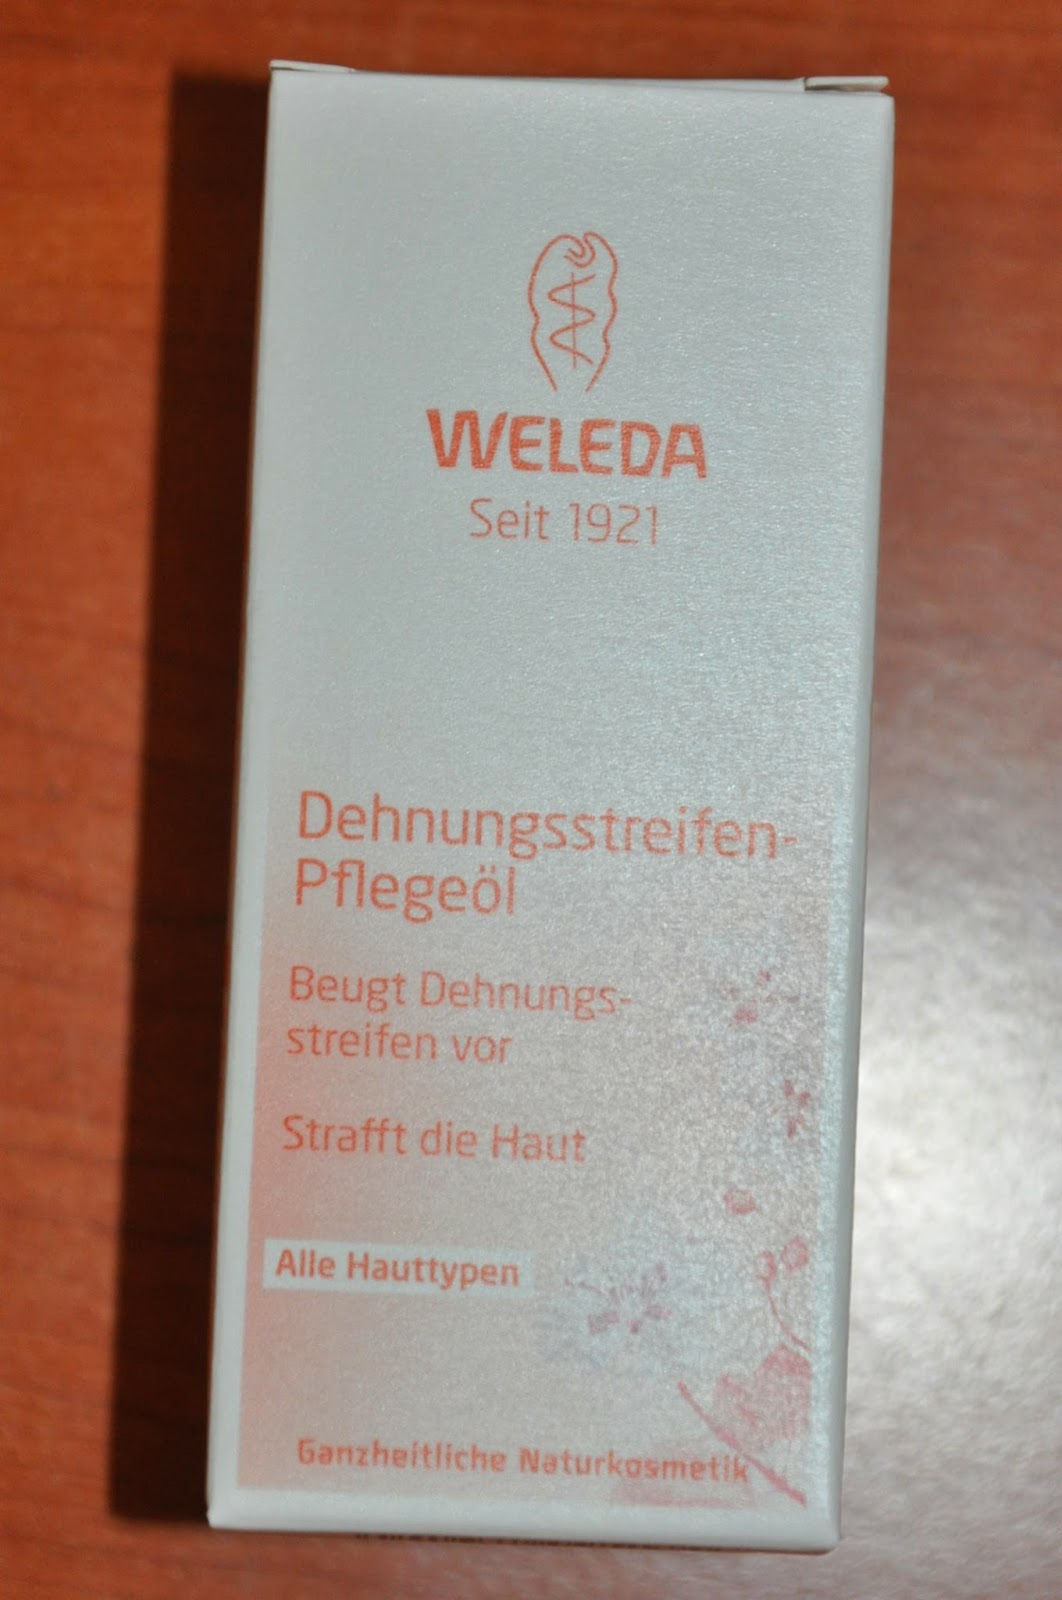 WELEDA
Seit 1921
Dehnungsstreifen-
Pflegeöl
Beugt Dehnungs-
streifen vor
Strafft die Haut
Alle Hauttypen
Ganzheitliche Naturkosmetik